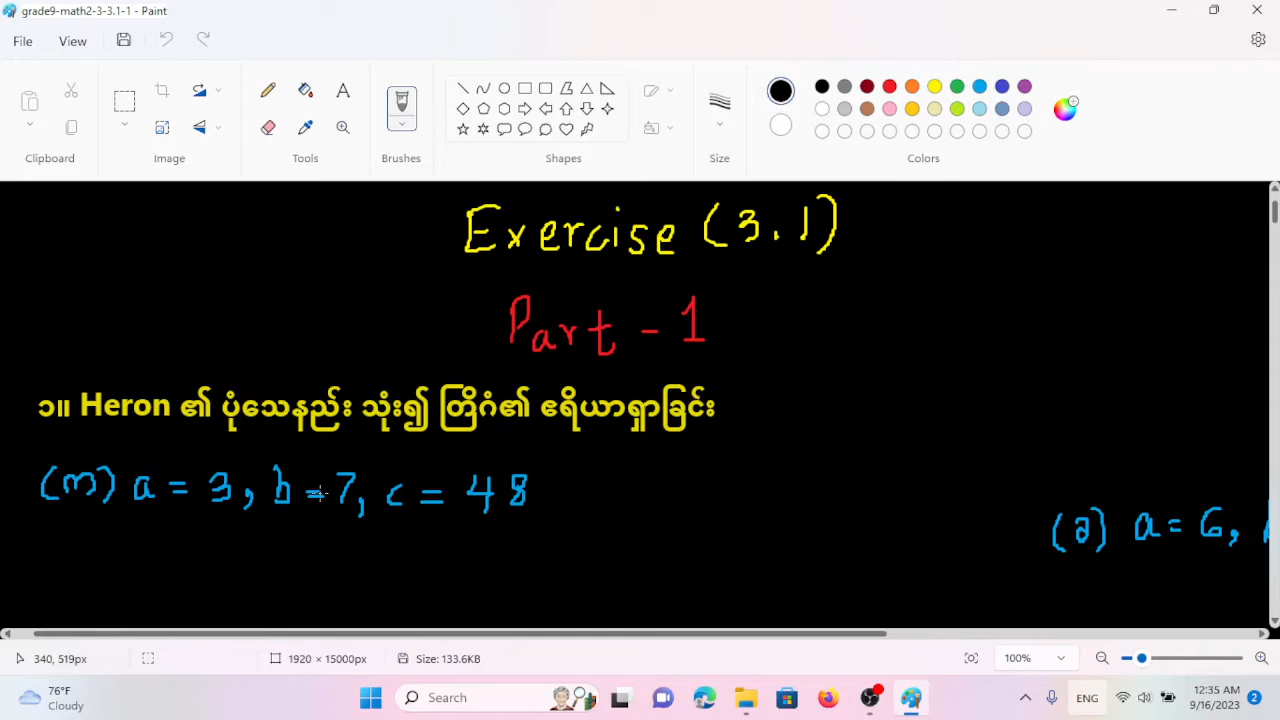 grade9-math2-3-3.1-1 - Paint
File View
Clipboard Image Tools Brushes Shapes Size Colors
Exercise (3.1)
Part - 1
၁။ Heron ၏ ပုံသေနည်း သုံး၍ တြိဂံ၏ ဧရိယာရှာခြင်း
(က) a = 3, b = 7, c = 48
(ခ) a = 6,
340, 519px 1920 × 15000px Size: 133.6KB 100%
76°F
Cloudy
Search
ENG
12:35 AM
9/16/2023
2